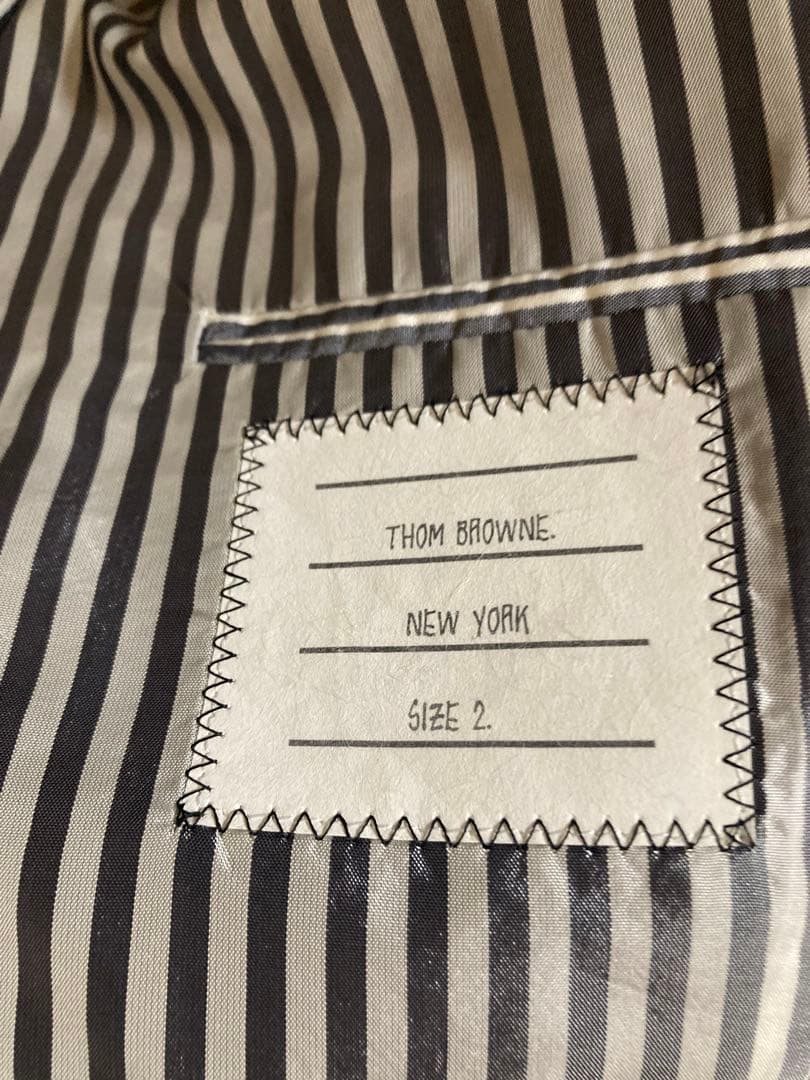 THOM BROWNE.
NEW YORK
SIZE 2.